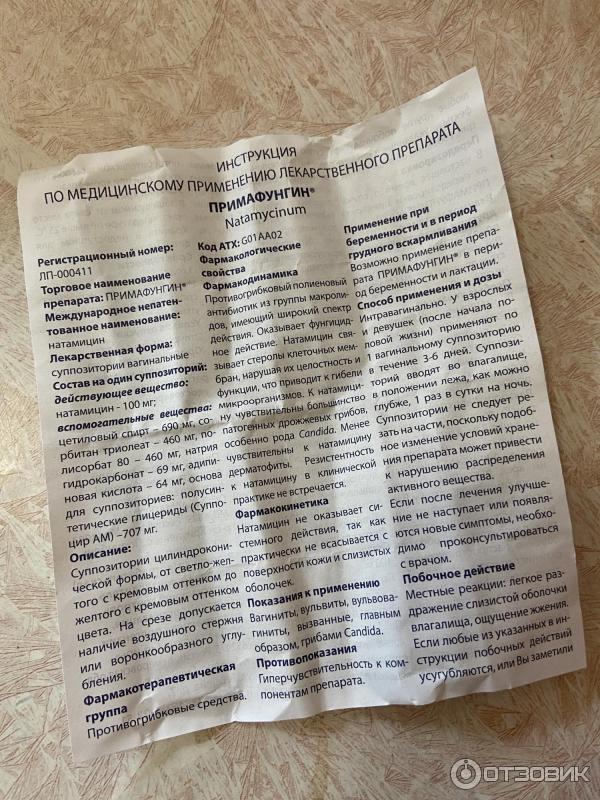 ИНСТРУКЦИЯ
ПО МЕДИЦИНСКОМУ ПРИМЕНЕНИЮ ЛЕКАРСТВЕННОГО ПРЕПАРАТА
ПРИМАФУНГИН®
Natamycinum
Регистрационный номер:
ЛП-000411
Торговое наименование
препарата: ПРИМАФУНГИН®
Международное непатен-
тованное наименование:
натамицин
Лекарственная форма:
суппозитории вагинальные
Состав на один суппозиторий:
действующее вещество:
натамицин - 100 мг;
вспомогательные вещества:
цетиловый спирт – 690 мг, со-
рбитан триолеат – 460 мг, по-
лисорбат 80 – 460 мг, натрия
гидрокарбонат – 69 мг, адипи-
новая кислота – 64 мг, основа
для суппозиториев: полусин-
тетические глицериды (Суппо-
цир АМ) –707 мг.
Описание:
Суппозитории цилиндрокони-
ческой формы, от светло-жел-
того с кремовым оттенком до
желтого с кремовым оттенком
цвета. На срезе допускается
наличие воздушного стержня
или воронкообразного углу-
бления.
Фармакотерапевтическая
группа
Противогрибковые средства.
Код АТХ: G01AA02
Фармакологические
свойства
Фармакодинамика
Противогрибковый полиеновый
антибиотик из группы макроли-
дов, имеющий широкий спектр
действия. Оказывает фунгицид-
ное действие. Натамицин свя-
зывает стеролы клеточных мем-
бран, нарушая их целостность и
функции, что приводит к гибели
микроорганизмов. К натамици-
ну чувствительны большинство
патогенных дрожжевых грибов,
особенно рода Candida. Менее
чувствительны к натамицину
дерматофиты. Резистентность
к натамицину в клинической
практике не встречается.
Фармакокинетика
Натамицин не оказывает си-
стемного действия, так как
практически не всасывается с
поверхности кожи и слизистых
оболочек.
Показания к применению
Вагиниты, вульвиты, вульвова-
гиниты, вызванные, главным
образом, грибами Candida.
Противопоказания
Гиперчувствительность к ком-
понентам препарата.
Применение при
беременности и в период
грудного вскармливания
Возможно применение препа-
рата ПРИМАФУНГИН® в пери-
од беременности и лактации.
Способ применения и дозы
Интравагинально. У взрослых
и девушек (после начала по-
ловой жизни) применяют по
1 вагинальному суппозиторию
в течение 3-6 дней. Суппози-
торий вводят во влагалище,
в положении лежа, как можно
глубже, 1 раз в сутки на ночь.
Суппозитории не следует ре-
зать на части, поскольку подоб-
ное изменение условий хране-
ния препарата может привести
к нарушению распределения
активного вещества.
Если после лечения улучше-
ние не наступает или появля-
ются новые симптомы, необхо-
димо проконсультироваться
с врачом.
Побочное действие
Местные реакции: легкое раз-
дражение слизистой оболочки
влагалища, ощущение жжения.
Если любые из указанных в ин-
струкции побочных действий
усугубляются, или Вы заметили
ОТЗОВИК